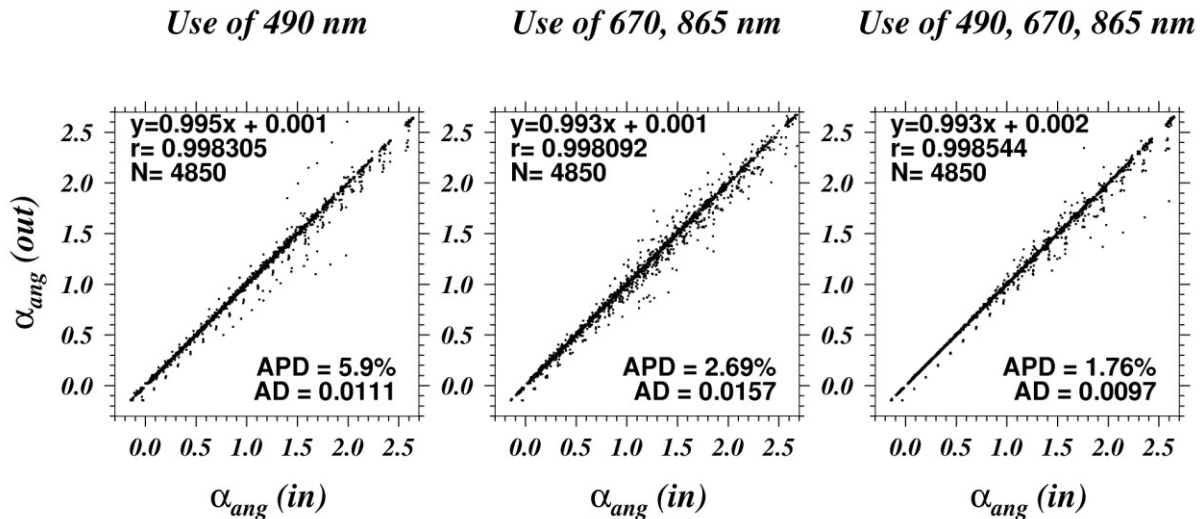 Use of 490 nm
Use of 670, 865 nm
Use of 490, 670, 865 nm
α_ang (out)
2.5
2.0
1.5
1.0
0.5
0.0
y=0.995x + 0.001
r= 0.998305
N= 4850
APD = 5.9%
AD = 0.0111
0.0 0.5 1.0 1.5 2.0 2.5
α_ang (in)
2.5
2.0
1.5
1.0
0.5
0.0
y=0.993x + 0.001
r= 0.998092
N= 4850
APD = 2.69%
AD = 0.0157
0.0 0.5 1.0 1.5 2.0 2.5
α_ang (in)
2.5
2.0
1.5
1.0
0.5
0.0
y=0.993x + 0.002
r= 0.998544
N= 4850
APD = 1.76%
AD = 0.0097
0.0 0.5 1.0 1.5 2.0 2.5
α_ang (in)